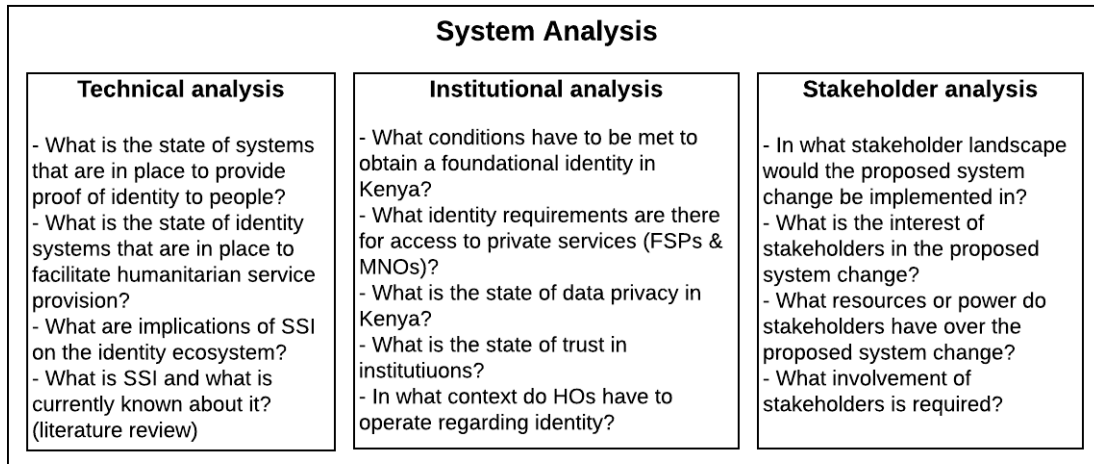 System Analysis
Technical analysis
- What is the state of systems
that are in place to provide
proof of identity to people?
- What is the state of identity
systems that are in place to
facilitate humanitarian service
provision?
- What are implications of SSI
on the identity ecosystem?
- What is SSI and what is
currently known about it?
(literature review)
Institutional analysis
- What conditions have to be met to
obtain a foundational identity in
Kenya?
- What identity requirements are there
for access to private services (FSPs &
MNOs)?
- What is the state of data privacy in
Kenya?
- What is the state of trust in
institutiuons?
- In what context do HOs have to
operate regarding identity?
Stakeholder analysis
- In what stakeholder landscape
would the proposed system
change be implemented in?
- What is the interest of
stakeholders in the proposed
system change?
- What resources or power do
stakeholders have over the
proposed system change?
- What involvement of
stakeholders is required?